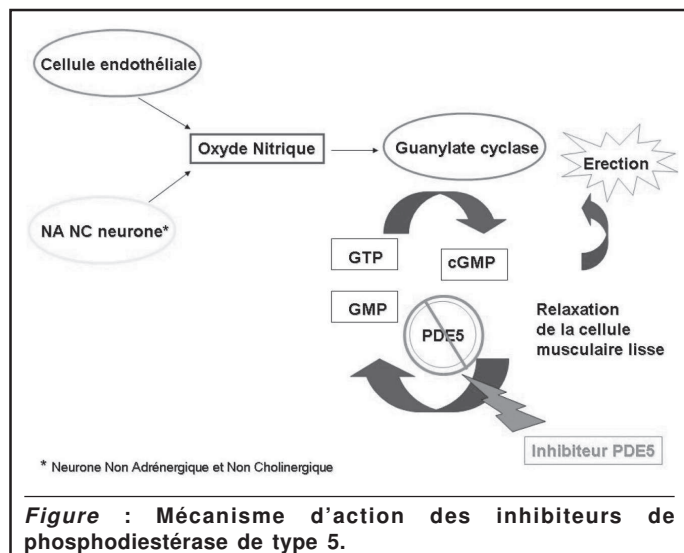 Cellule endothéliale
Oxyde Nitrique
Guanylate cyclase
Erection
NA NC neurone*
GTP
cGMP
GMP
PDE5
Relaxation
de la cellule
musculaire lisse
Inhibiteur PDE5
* Neurone Non Adrénergique et Non Cholinergique
Figure : Mécanisme d'action des inhibiteurs de
phosphodiestérase de type 5.